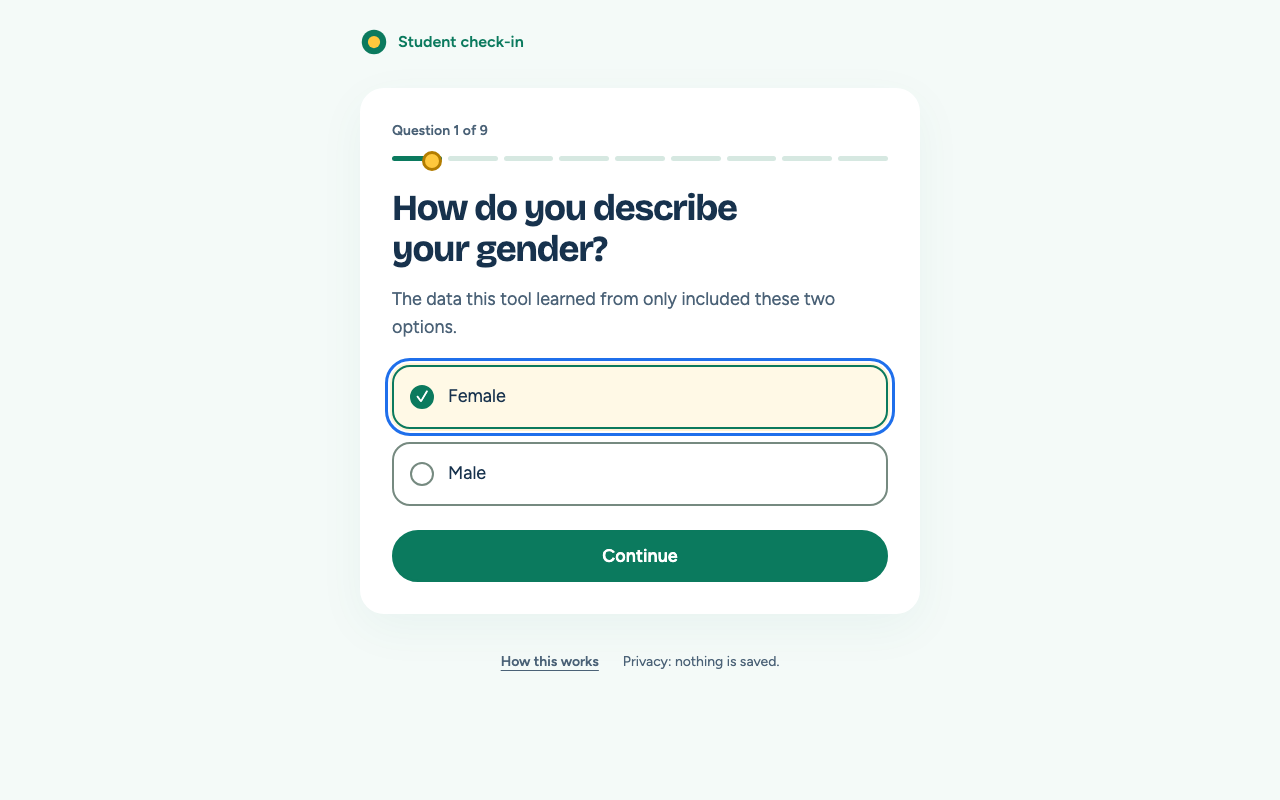 Student check-in
Question 1 of 9
How do you describe
your gender?
The data this tool learned from only included these two
options.
Female
Male
Continue
How this works Privacy: nothing is saved.